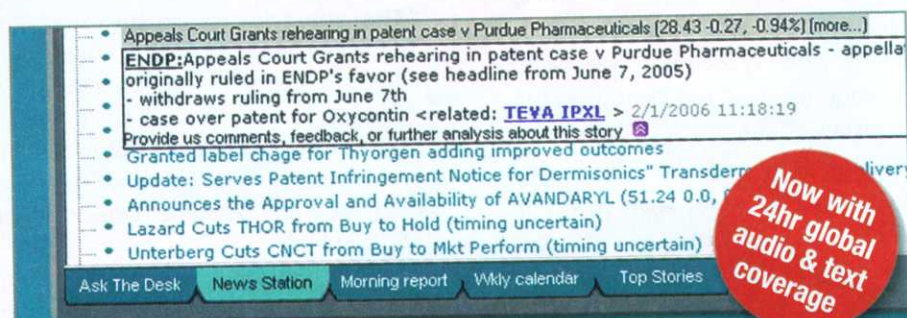 Appeals Court Grants rehearing in patent case v Purdue Pharmaceuticals (28.43 -0.27, -0.94%) (more...)
ENDP:Appeals Court Grants rehearing in patent case v Purdue Pharmaceuticals - appella
originally ruled in ENDP's favor (see headline from June 7, 2005)
- withdraws ruling from June 7th
- case over patent for Oxycontin <related: TEVA IPXL > 2/1/2006 11:18:19
Provide us comments, feedback, or further analysis about this story
Granted label chage for Thyorgen adding improved outcomes
Update: Serves Patent Infringement Notice for Dermisonics" Transderm livery
Announces the Approval and Availability of AVANDARYL (51.24 0.0,
Lazard Cuts THOR from Buy to Hold (timing uncertain)
Unterberg Cuts CNCT from Buy to Mkt Perform (timing uncertain)
Now with
24hr global
audio & text
coverage
Ask The Desk News Station Morning report Wkly calendar Top Stories